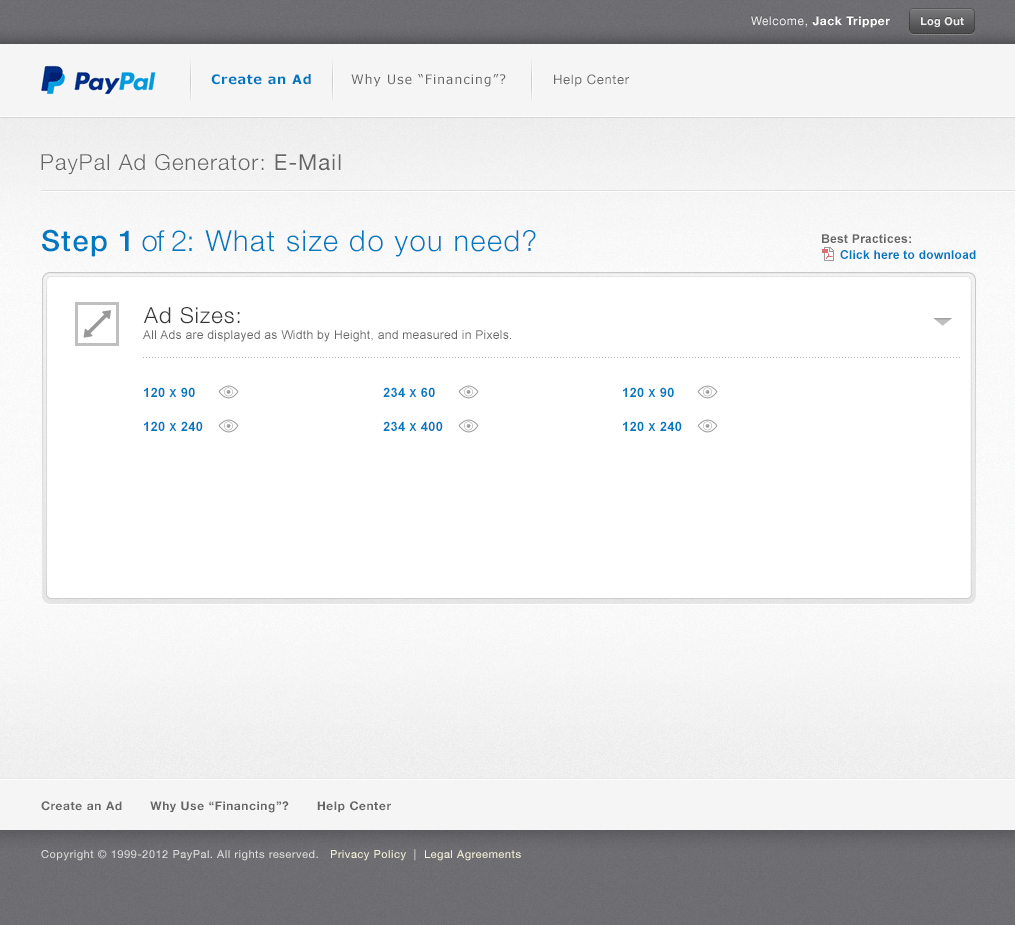 Welcome, Jack Tripper Log Out
PayPal Create an Ad Why Use “Financing”? Help Center
PayPal Ad Generator: E-Mail
Step 1 of 2: What size do you need?
Best Practices:
Click here to download
Ad Sizes:
All Ads are displayed as Width by Height, and measured in Pixels.
120 x 90 234 x 60 120 x 90
120 x 240 234 x 400 120 x 240
Create an Ad Why Use “Financing”? Help Center
Copyright © 1999-2012 PayPal. All rights reserved. Privacy Policy | Legal Agreements